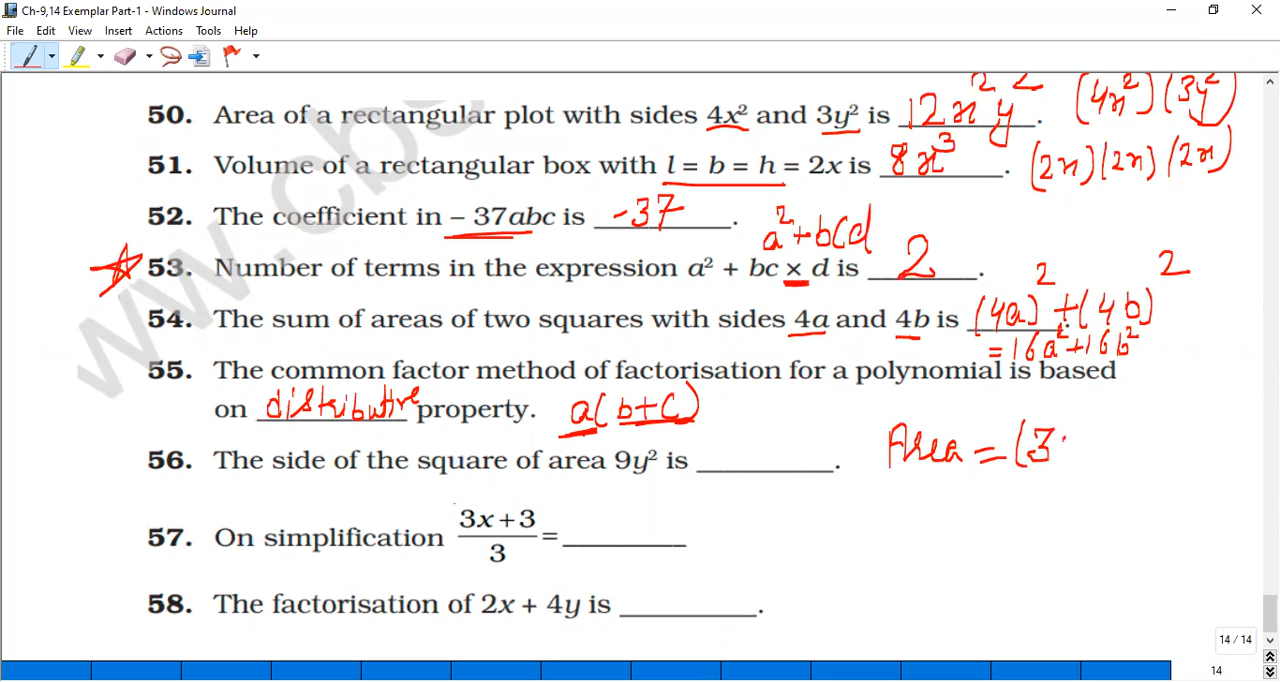 Ch-9,14 Exemplar Part-1 - Windows Journal
File Edit View Insert Actions Tools Help
50. Area of a rectangular plot with sides 4x² and 3y² is 12x²y². (4x²)(3y²)
51. Volume of a rectangular box with l = b = h = 2x is 8x³. (2x)(2x)(2x)
52. The coefficient in – 37abc is -37.
a²+bcd
53. Number of terms in the expression a² + bc × d is 2.
54. The sum of areas of two squares with sides 4a and 4b is (4a)²+(4b)².
=16a²+16b²
55. The common factor method of factorisation for a polynomial is based
on distributive property. a(b+c)
56. The side of the square of area 9y² is ________. Area = (3
57. On simplification (3x+3)/3 = ________
58. The factorisation of 2x + 4y is ________.
www.cbs
14 / 14
14